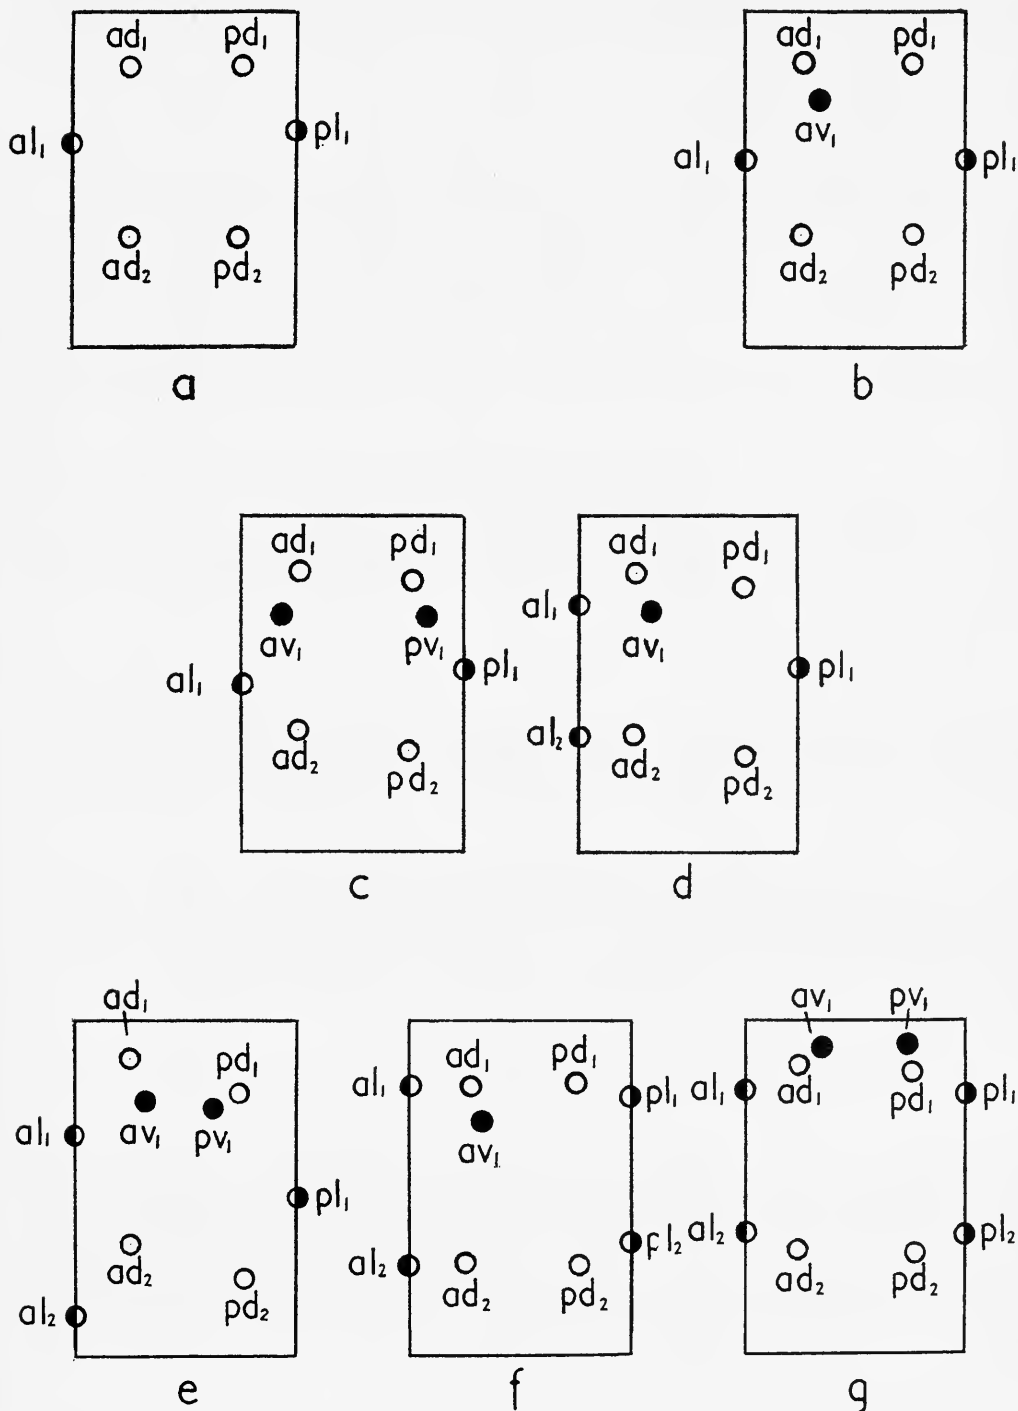 ad₁ pd₁
al₁ pl₁
ad₂ pd₂
a
ad₁ pd₁
av₁
al₁ pl₁
ad₂ pd₂
b
ad₁ pd₁
av₁ pv₁
al₁ pl₁
ad₂ pd₂
c
ad₁ pd₁
al₁ av₁
pl₁
al₂ ad₂ pd₂
d
ad₁
pd₁
al₁ av₁ pv₁
pl₁
ad₂ pd₂
al₂
e
al₁ ad₁ pd₁ pl₁
av₁
pl₂
al₂ ad₂ pd₂
f
av₁ pv₁
al₁ ad₁ pd₁ pl₁
al₂ pl₂
ad₂ pd₂
g